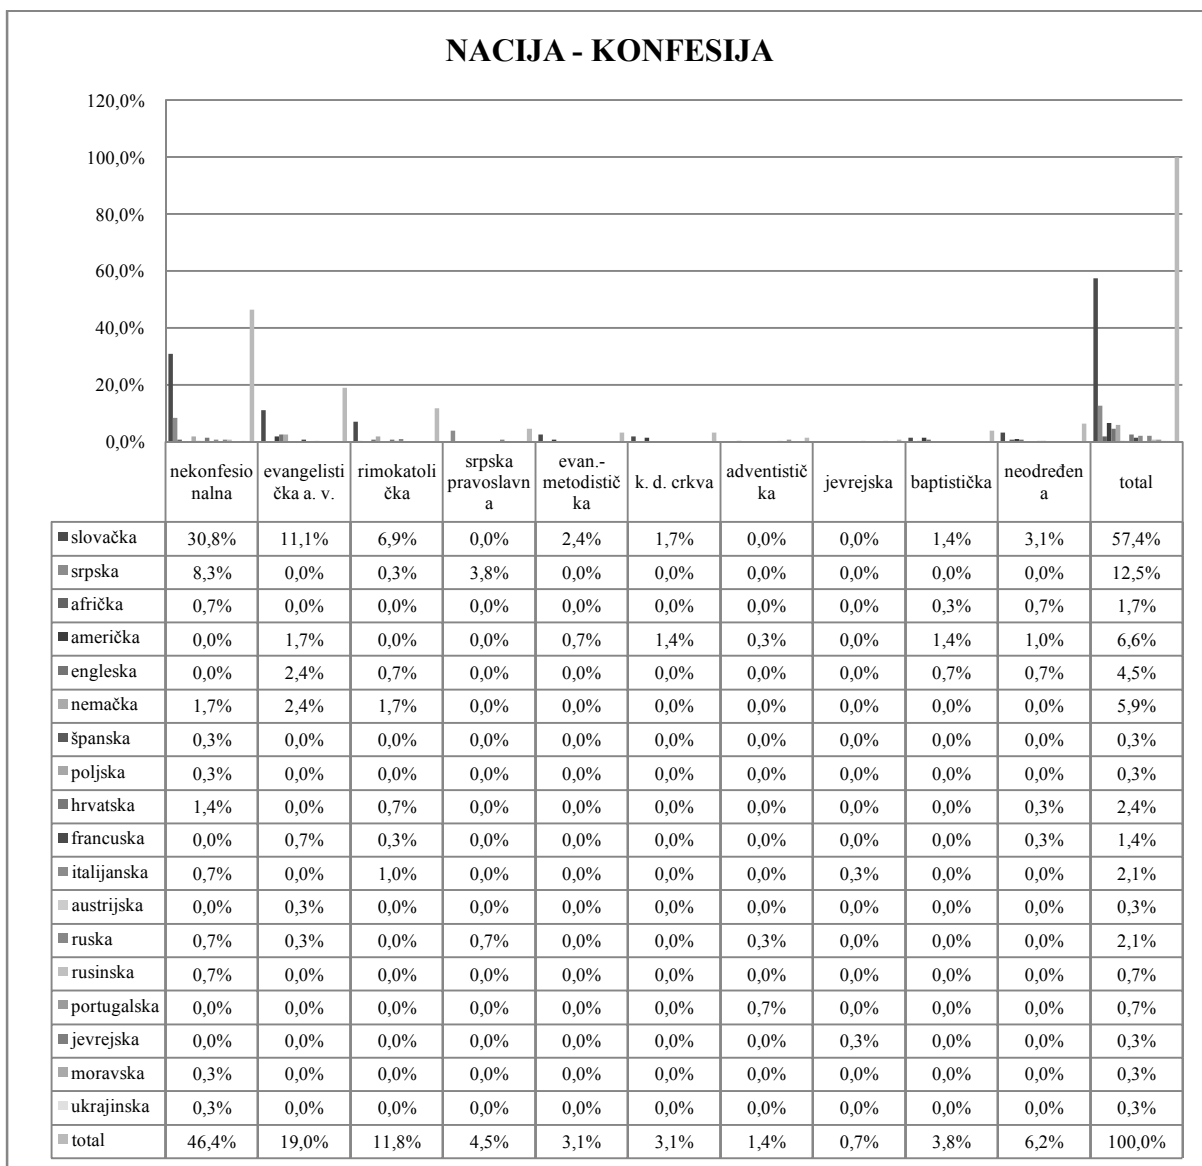 NACIJA - KONFESIJA
120,0%
100,0%
80,0%
60,0%
40,0%
20,0%
0,0%
nekonfesio
nalna
evangelisti
čka a. v.
rimokatoli
čka
srpska
pravoslavn
a
evan.-
metodistič
ka
k. d. crkva
adventistič
ka
jevrejska
baptistička
neodređen
a
total
slovačka 30,8% 11,1% 6,9% 0,0% 2,4% 1,7% 0,0% 0,0% 1,4% 3,1% 57,4%
srpska 8,3% 0,0% 0,3% 3,8% 0,0% 0,0% 0,0% 0,0% 0,0% 0,0% 12,5%
afrička 0,7% 0,0% 0,0% 0,0% 0,0% 0,0% 0,0% 0,0% 0,3% 0,7% 1,7%
američka 0,0% 1,7% 0,0% 0,0% 0,7% 1,4% 0,3% 0,0% 1,4% 1,0% 6,6%
engleska 0,0% 2,4% 0,7% 0,0% 0,0% 0,0% 0,0% 0,0% 0,7% 0,7% 4,5%
nemačka 1,7% 2,4% 1,7% 0,0% 0,0% 0,0% 0,0% 0,0% 0,0% 0,0% 5,9%
španska 0,3% 0,0% 0,0% 0,0% 0,0% 0,0% 0,0% 0,0% 0,0% 0,0% 0,3%
poljska 0,3% 0,0% 0,0% 0,0% 0,0% 0,0% 0,0% 0,0% 0,0% 0,0% 0,3%
hrvatska 1,4% 0,0% 0,7% 0,0% 0,0% 0,0% 0,0% 0,0% 0,0% 0,3% 2,4%
francuska 0,0% 0,7% 0,3% 0,0% 0,0% 0,0% 0,0% 0,0% 0,0% 0,3% 1,4%
italijanska 0,7% 0,0% 1,0% 0,0% 0,0% 0,0% 0,0% 0,3% 0,0% 0,0% 2,1%
austrijska 0,0% 0,3% 0,0% 0,0% 0,0% 0,0% 0,0% 0,0% 0,0% 0,0% 0,3%
ruska 0,7% 0,3% 0,0% 0,7% 0,0% 0,0% 0,3% 0,0% 0,0% 0,0% 2,1%
rusinska 0,7% 0,0% 0,0% 0,0% 0,0% 0,0% 0,0% 0,0% 0,0% 0,0% 0,7%
portugalska 0,0% 0,0% 0,0% 0,0% 0,0% 0,0% 0,7% 0,0% 0,0% 0,0% 0,7%
jevrejska 0,0% 0,0% 0,0% 0,0% 0,0% 0,0% 0,0% 0,3% 0,0% 0,0% 0,3%
moravska 0,3% 0,0% 0,0% 0,0% 0,0% 0,0% 0,0% 0,0% 0,0% 0,0% 0,3%
ukrajinska 0,3% 0,0% 0,0% 0,0% 0,0% 0,0% 0,0% 0,0% 0,0% 0,0% 0,3%
total 46,4% 19,0% 11,8% 4,5% 3,1% 3,1% 1,4% 0,7% 3,8% 6,2% 100,0%